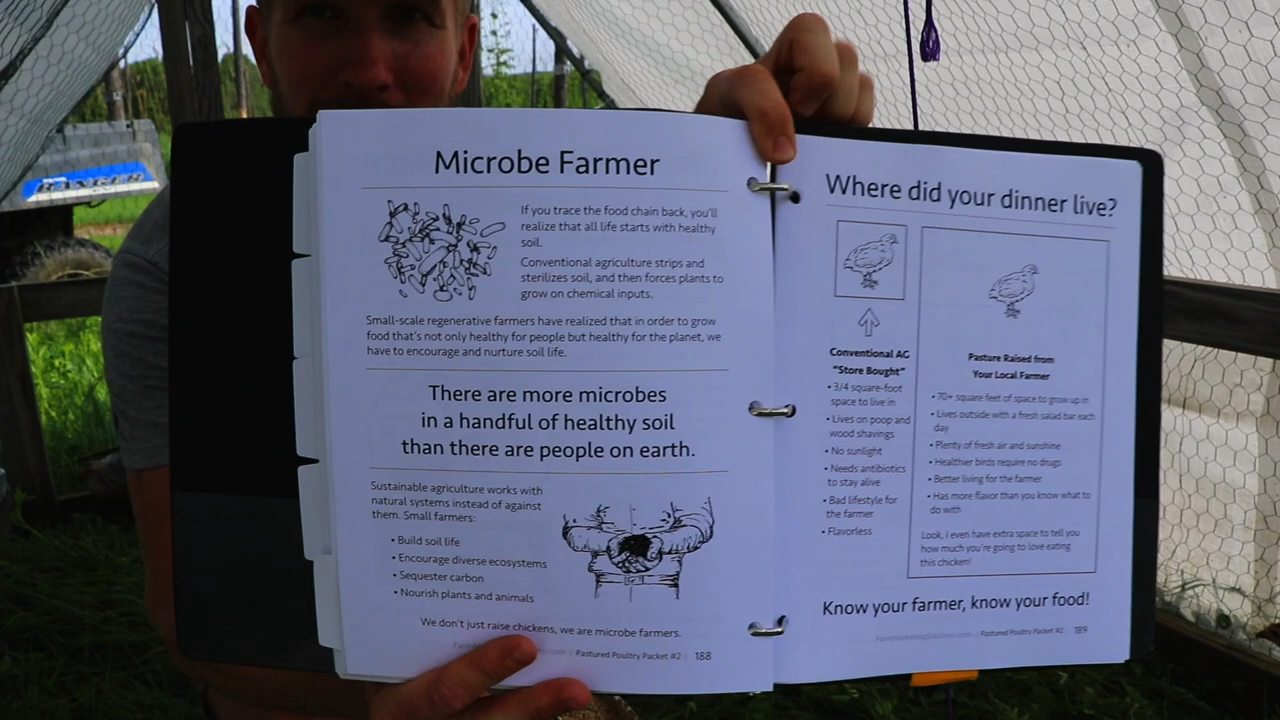 RANGER
Microbe Farmer
If you trace the food chain back, you'll
realize that all life starts with healthy
soil.
Conventional agriculture strips and
sterilizes soil, and then forces plants to
grow on chemical inputs.
Small-scale regenerative farmers have realized that in order to grow
food that's not only healthy for people but healthy for the planet, we
have to encourage and nurture soil life.
There are more microbes
in a handful of healthy soil
than there are people on earth.
Sustainable agriculture works with
natural systems instead of against
them. Small farmers:
• Build soil life
• Encourage diverse ecosystems
• Sequester carbon
• Nourish plants and animals
We don't just raise chickens, we are microbe farmers.
| Pastured Poultry Packet #2 | 188
Where did your dinner live?
Conventional AG
"Store Bought"
• 3/4 square-foot
space to live in
• Lives on poop and
wood shavings
• No sunlight
• Needs antibiotics
to stay alive
• Bad lifestyle for
the farmer
• Flavorless
Pasture Raised from
Your Local Farmer
• 70+ square feet of space to grow up in
• Lives outside with a fresh salad bar each
day
• Plenty of fresh air and sunshine
• Healthier birds require no drugs
• Better living for the farmer
• Has more flavor than you know what to
do with
Look, I even have extra space to tell you
how much you're going to love eating
this chicken!
Know your farmer, know your food!
| Pastured Poultry Packet #2 | 189